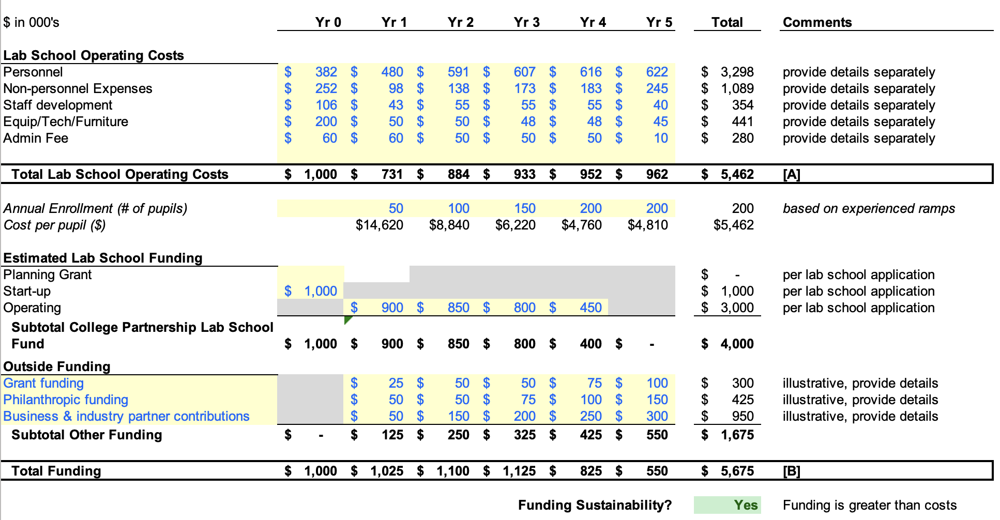 $ in 000's Yr 0 Yr 1 Yr 2 Yr 3 Yr 4 Yr 5 Total Comments
Lab School Operating Costs
Personnel $ 382 $ 480 $ 591 $ 607 $ 616 $ 622 $ 3,298 provide details separately
Non-personnel Expenses $ 252 $ 98 $ 138 $ 173 $ 183 $ 245 $ 1,089 provide details separately
Staff development $ 106 $ 43 $ 55 $ 55 $ 55 $ 40 $ 354 provide details separately
Equip/Tech/Furniture $ 200 $ 50 $ 50 $ 48 $ 48 $ 45 $ 441 provide details separately
Admin Fee $ 60 $ 60 $ 50 $ 50 $ 50 $ 10 $ 280 provide details separately
Total Lab School Operating Costs $ 1,000 $ 731 $ 884 $ 933 $ 952 $ 962 $ 5,462 [A]
Annual Enrollment (# of pupils) 50 100 150 200 200 200 based on experienced ramps
Cost per pupil ($) $14,620 $8,840 $6,220 $4,760 $4,810 $5,462
Estimated Lab School Funding
Planning Grant $ - per lab school application
Start-up $ 1,000 $ 1,000 per lab school application
Operating $ 900 $ 850 $ 800 $ 450 $ 3,000 per lab school application
Subtotal College Partnership Lab School
Fund $ 1,000 $ 900 $ 850 $ 800 $ 400 $ - $ 4,000
Outside Funding
Grant funding $ 25 $ 50 $ 50 $ 75 $ 100 $ 300 illustrative, provide details
Philanthropic funding $ 50 $ 50 $ 75 $ 100 $ 150 $ 425 illustrative, provide details
Business & industry partner contributions $ 50 $ 150 $ 200 $ 250 $ 300 $ 950 illustrative, provide details
Subtotal Other Funding $ - $ 125 $ 250 $ 325 $ 425 $ 550 $ 1,675
Total Funding $ 1,000 $ 1,025 $ 1,100 $ 1,125 $ 825 $ 550 $ 5,675 [B]
Funding Sustainability? Yes Funding is greater than costs